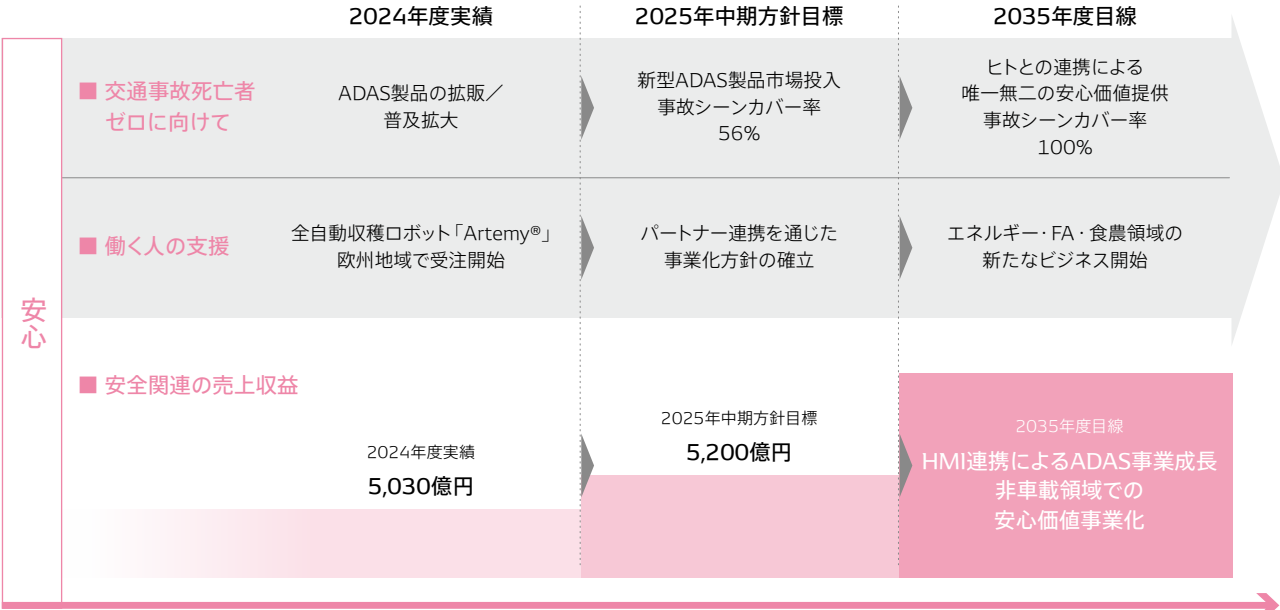 2024年度実績
2025年中期方針目標
2035年度目線
安心
■ 交通事故死亡者
ゼロに向けて
ADAS製品の拡販／
普及拡大
新型ADAS製品市場投入
事故シーンカバー率
56%
ヒトとの連携による
唯一無二の安心価値提供
事故シーンカバー率
100%
■ 働く人の支援
全自動収穫ロボット「Artemy®」
欧州地域で受注開始
パートナー連携を通じた
事業化方針の確立
エネルギー・FA・食農領域の
新たなビジネス開始
■ 安全関連の売上収益
2024年度実績
5,030億円
2025年中期方針目標
5,200億円
2035年度目線
HMI連携によるADAS事業成長
非車載領域での
安心価値事業化